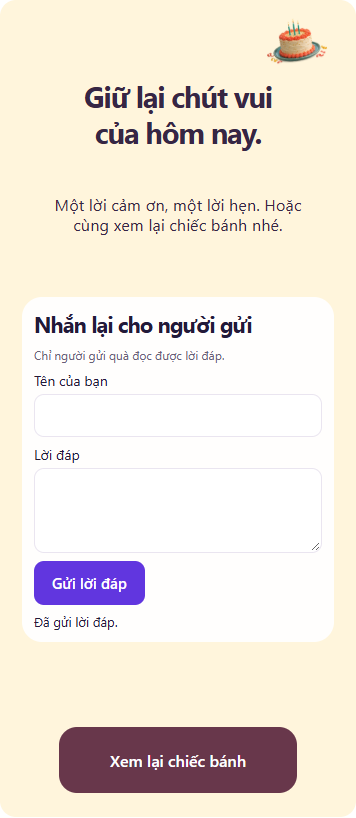 Giữ lại chút vui
của hôm nay.
Một lời cảm ơn, một lời hẹn. Hoặc
cùng xem lại chiếc bánh nhé.
Nhắn lại cho người gửi
Chỉ người gửi quà đọc được lời đáp.
Tên của bạn
Lời đáp
Gửi lời đáp
Đã gửi lời đáp.
Xem lại chiếc bánh